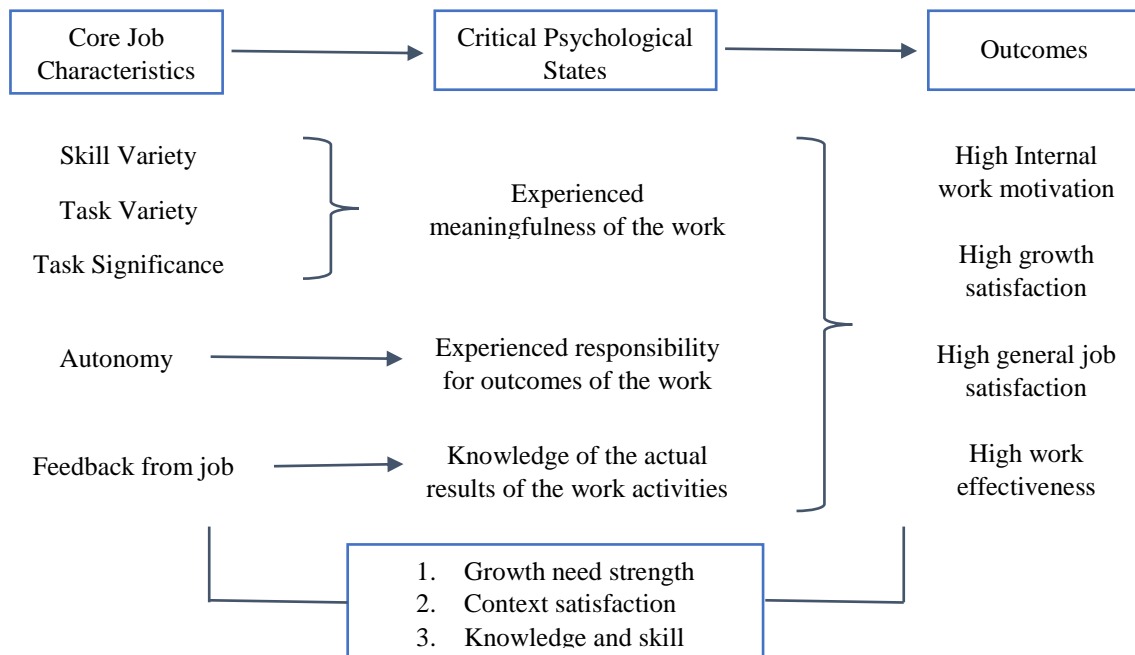 Core Job
Characteristics
Critical Psychological
States
Outcomes
Skill Variety
Task Variety
Task Significance
Experienced
meaningfulness of the work
High Internal
work motivation
High growth
satisfaction
Autonomy
Experienced responsibility
for outcomes of the work
High general job
satisfaction
Feedback from job
Knowledge of the actual
results of the work activities
High work
effectiveness
1. Growth need strength
2. Context satisfaction
3. Knowledge and skill